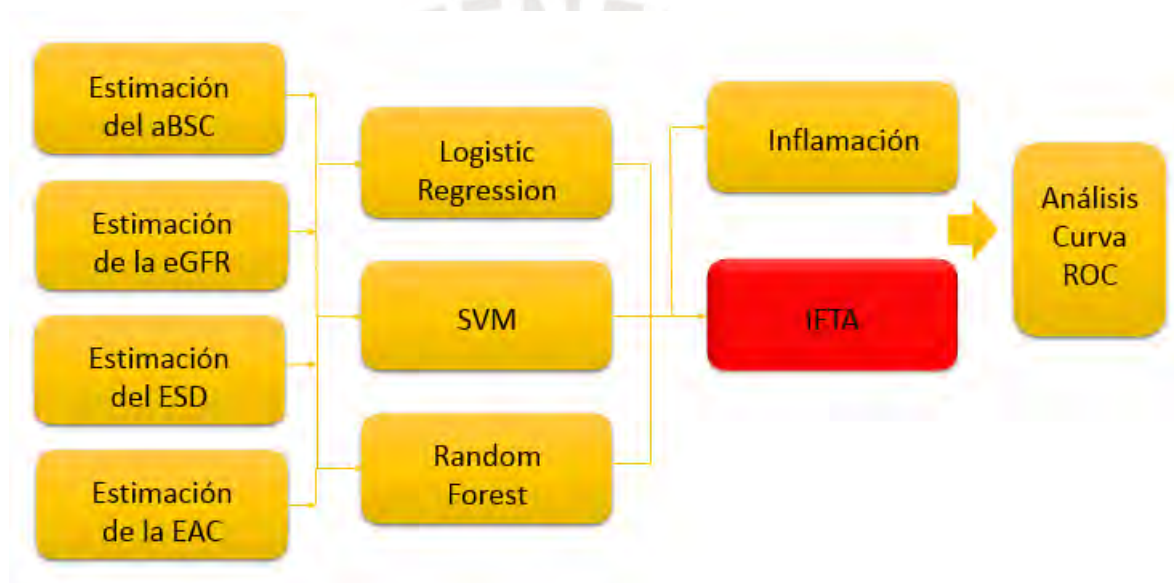 Estimación
del aBSC
Estimación
de la eGFR
Estimación
del ESD
Estimación
de la EAC
Logistic
Regression
SVM
Random
Forest
Inflamación
IFTA
Análisis
Curva
ROC